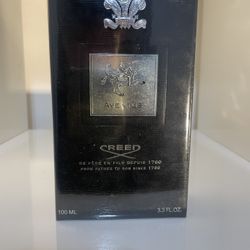 AVENTUS
CREED
DE PÈRE EN FILS DEPUIS 1760
FROM FATHER TO SON SINCE 1760
100 ML 3.3 FL.OZ.